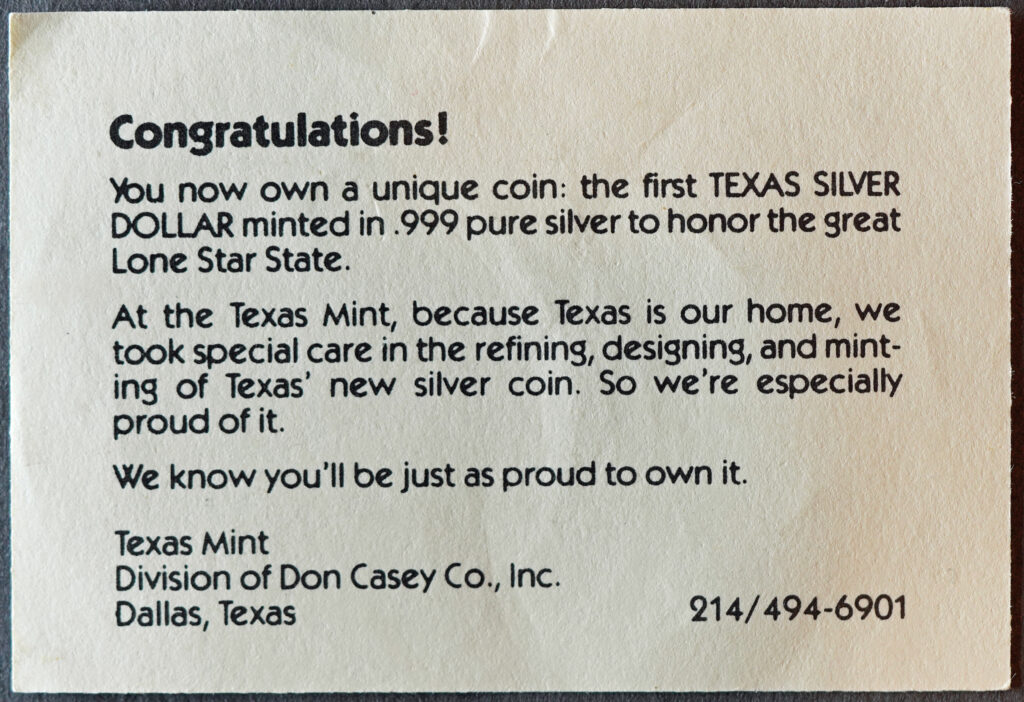 Congratulations!
You now own a unique coin: the first TEXAS SILVER
DOLLAR minted in .999 pure silver to honor the great
Lone Star State.
At the Texas Mint, because Texas is our home, we
took special care in the refining, designing, and mint-
ing of Texas' new silver coin. So we're especially
proud of it.
We know you'll be just as proud to own it.
Texas Mint
Division of Don Casey Co., Inc.
Dallas, Texas 214/494-6901